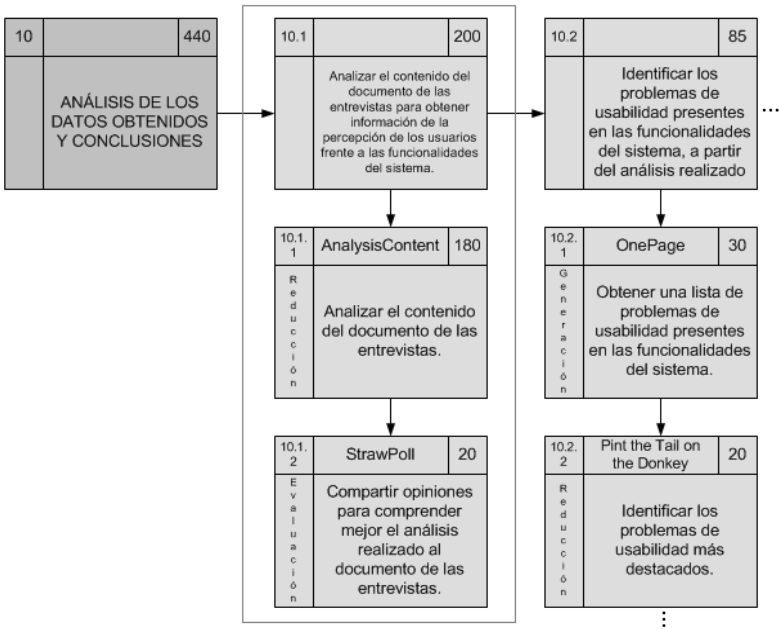 10
440
ANÁLISIS DE LOS
DATOS OBTENIDOS
Y CONCLUSIONES
10.1
200
Analizar el contenido del
documento de las
entrevistas para obtener
información de la
percepción de los usuarios
frente a las funcionalidades
del sistema.
10.2
85
Identificar los
problemas de
usabilidad presentes
en las funcionalidades
del sistema, a partir
del análisis realizado
...
10.1.
1
AnalysisContent
180
Reducción
Analizar el contenido
del documento de las
entrevistas.
10.2.
1
OnePage
30
Generación
Obtener una lista de
problemas de
usabilidad presentes
en las funcionalidades
del sistema.
10.1.
2
StrawPoll
20
Evaluación
Compartir opiniones
para comprender
mejor el análisis
realizado al
documento de las
entrevistas.
10.2.
2
Pint the Tail on
the Donkey
20
Reducción
Identificar los
problemas de
usabilidad más
destacados.